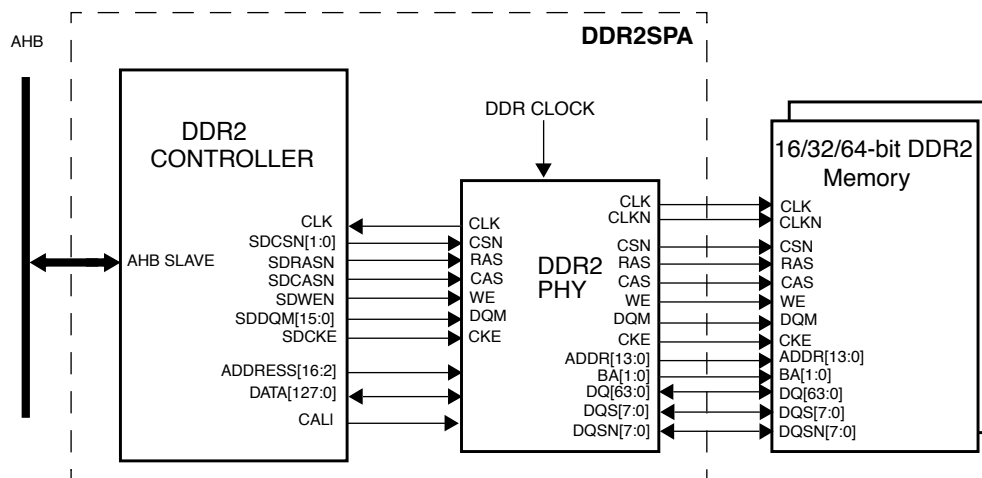 AHB
DDR2SPA
DDR CLOCK
DDR2
CONTROLLER
AHB SLAVE
CLK
SDCSN[1:0]
SDRASN
SDCASN
SDWEN
SDDQM[15:0]
SDCKE
ADDRESS[16:2]
DATA[127:0]
CALI
CLK
CSN
RAS
CAS
WE
DQM
CKE
DDR2
PHY
CLK
CLKN
CSN
RAS
CAS
WE
DQM
CKE
ADDR[13:0]
BA[1:0]
DQ[63:0]
DQS[7:0]
DQSN[7:0]
16/32/64-bit DDR2
Memory
CLK
CLKN
CSN
RAS
CAS
WE
DQM
CKE
ADDR[13:0]
BA[1:0]
DQ[63:0]
DQS[7:0]
DQSN[7:0]